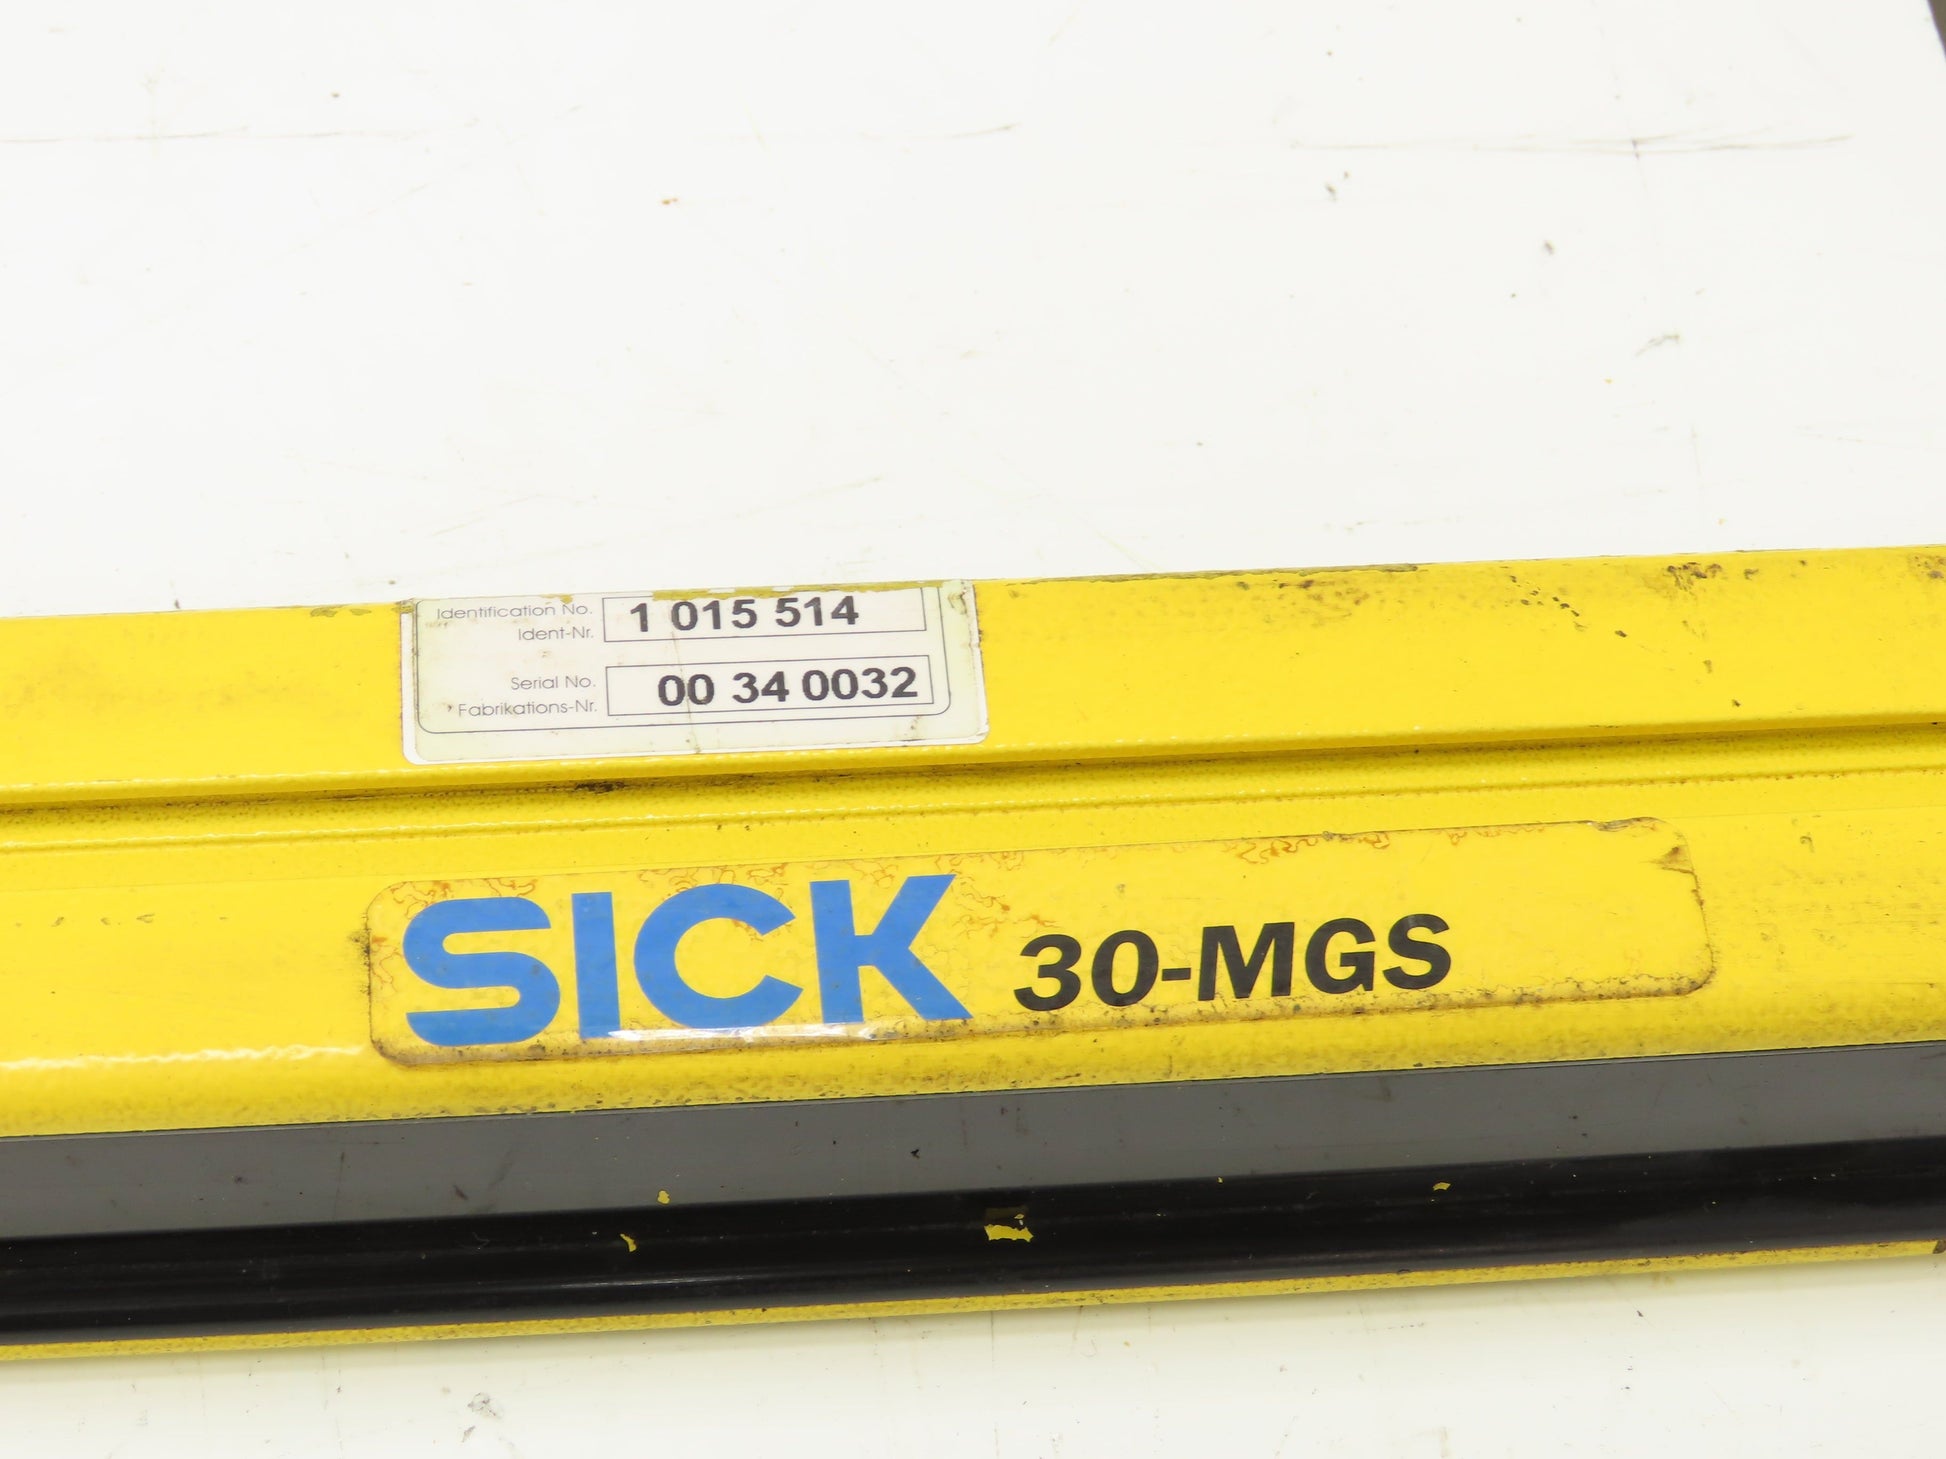 Identification No. 1 015 514
Ident-Nr.
Serial No. 00 34 0032
Fabrikations-Nr.
SICK 30-MGS